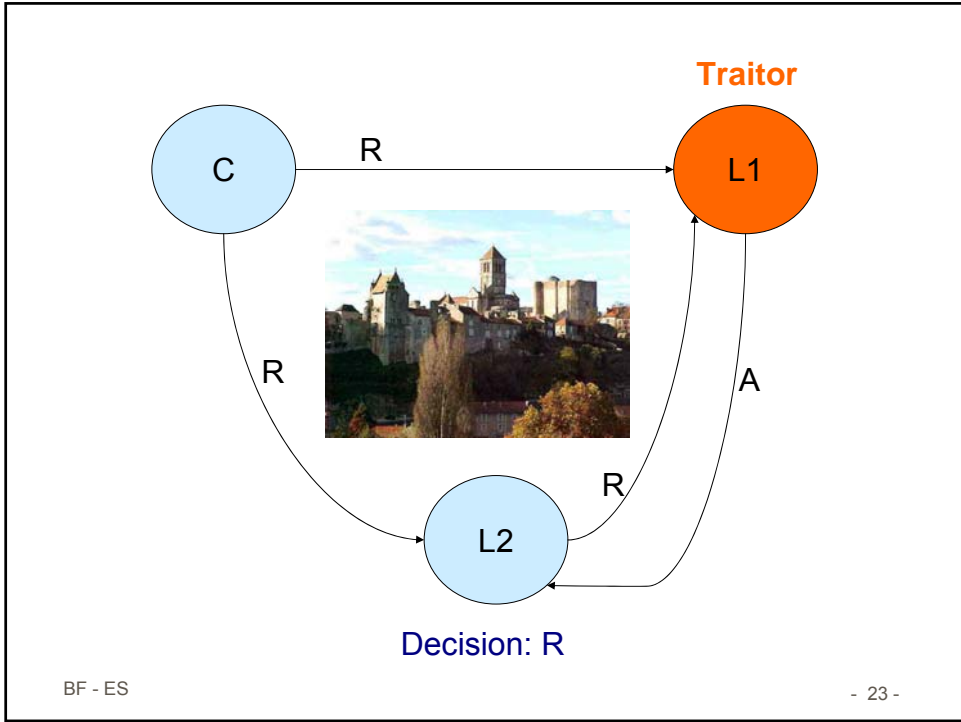 Traitor
C
R
L1
R
A
R
L2
Decision: R
BF - ES
- 23 -